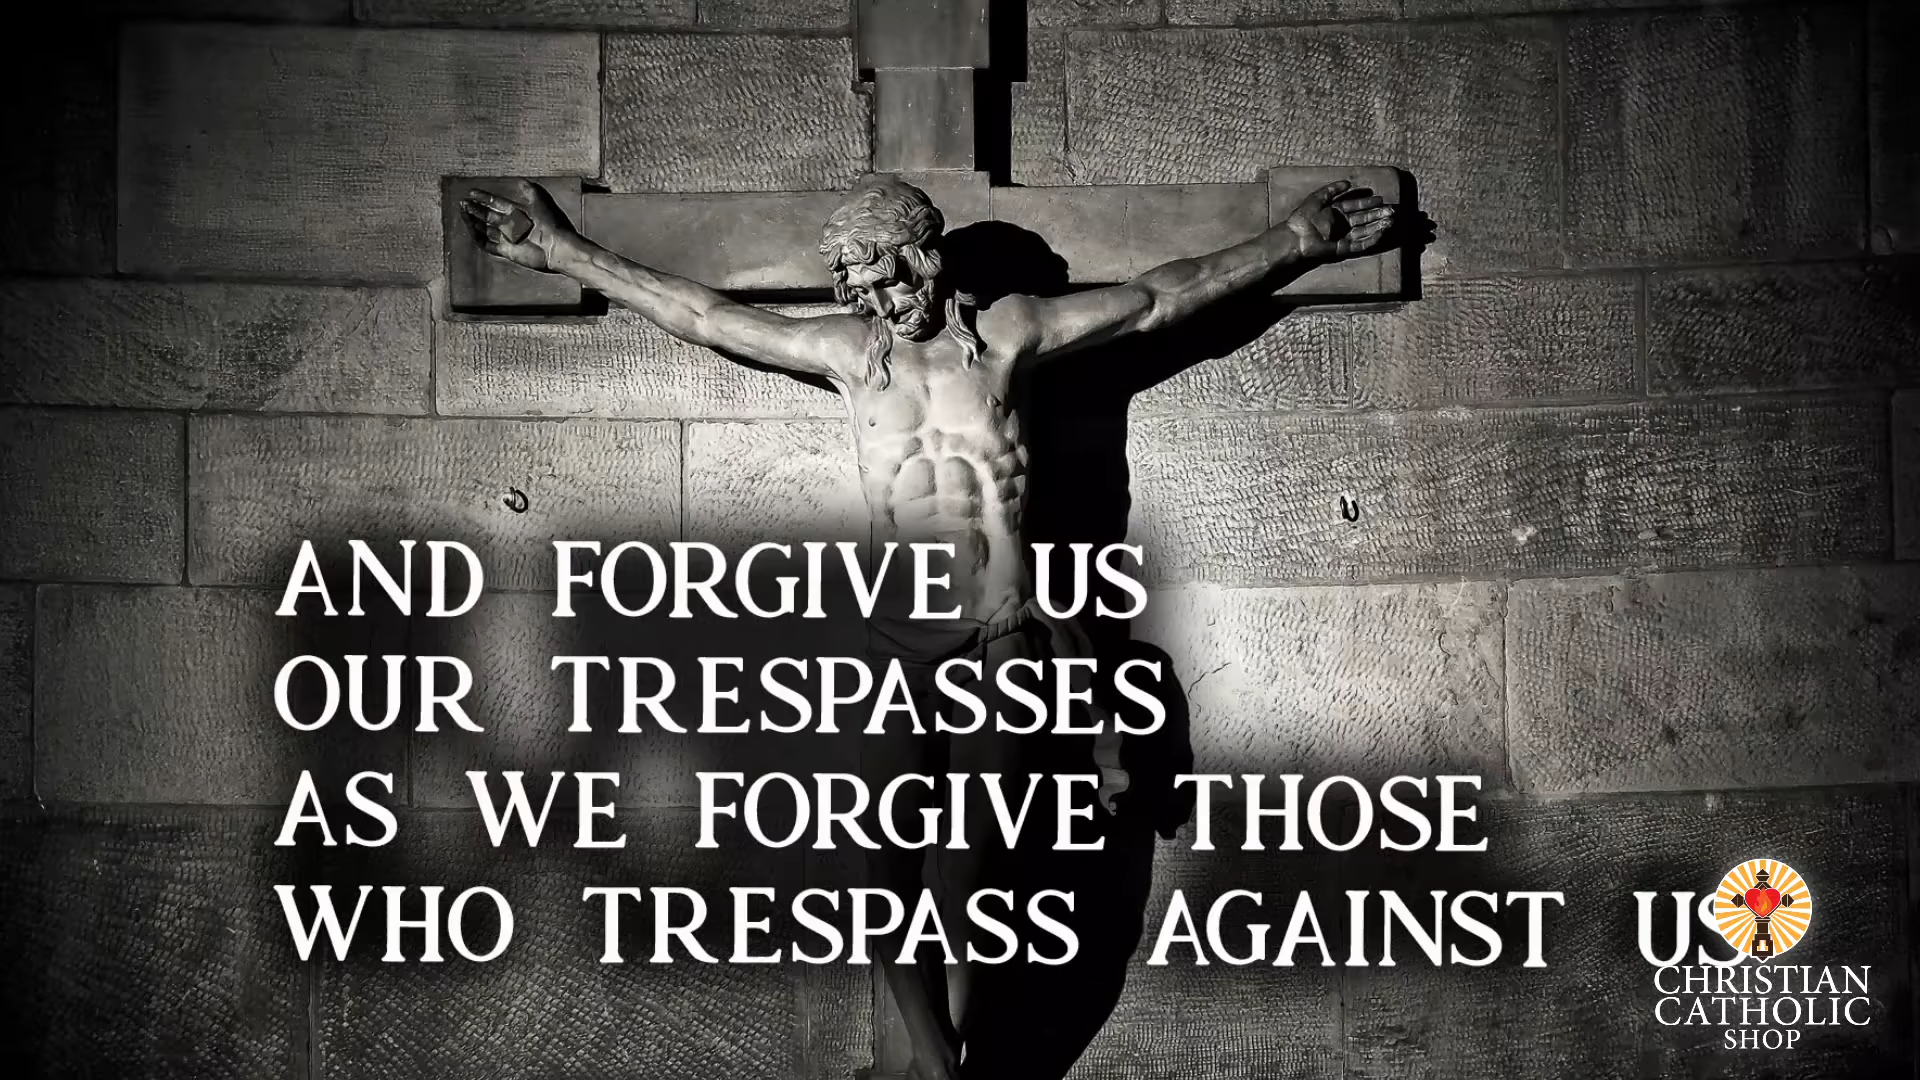 AND FORGIVE US
OUR TRESPASSES
AS WE FORGIVE THOSE
WHO TRESPASS AGAINST US
CHRISTIAN
CATHOLIC
SHOP